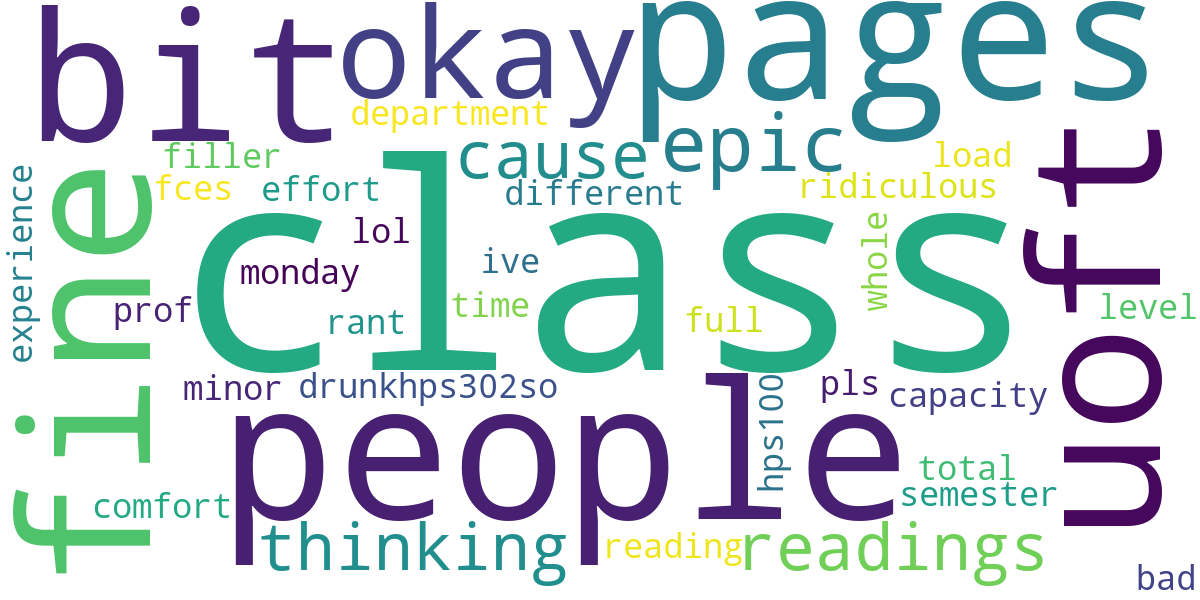 bit
okay
pages
department
cause
epic
filler
load
fces
effort
different
ridiculous
fine
class
uoft
experience
lol
whole
monday
ive
prof
rant
time
full
level
minor
drunkhps302so
pls
capacity
people
hps100
total
comfort
semester
thinking
reading
readings
bad